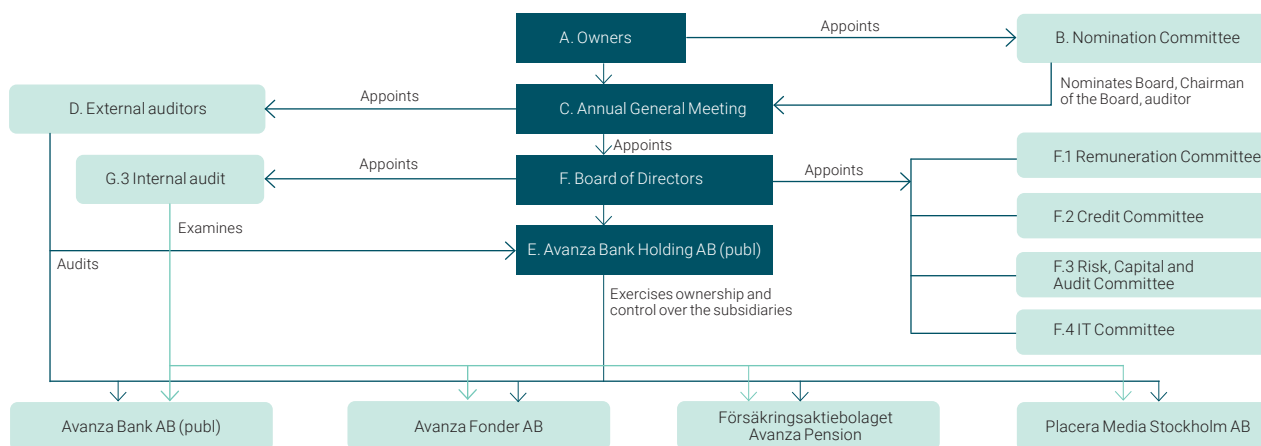 A. Owners
Appoints
B. Nomination Committee
Nominates Board, Chairman
of the Board, auditor
D. External auditors
Appoints
C. Annual General Meeting
Appoints
G.3 Internal audit
Appoints
F. Board of Directors
Appoints
F.1 Remuneration Committee
F.2 Credit Committee
F.3 Risk, Capital and
Audit Committee
F.4 IT Committee
Examines
Audits
E. Avanza Bank Holding AB (publ)
Exercises ownership and
control over the subsidiaries
Avanza Bank AB (publ)
Avanza Fonder AB
Försäkringsaktiebolaget
Avanza Pension
Placera Media Stockholm AB